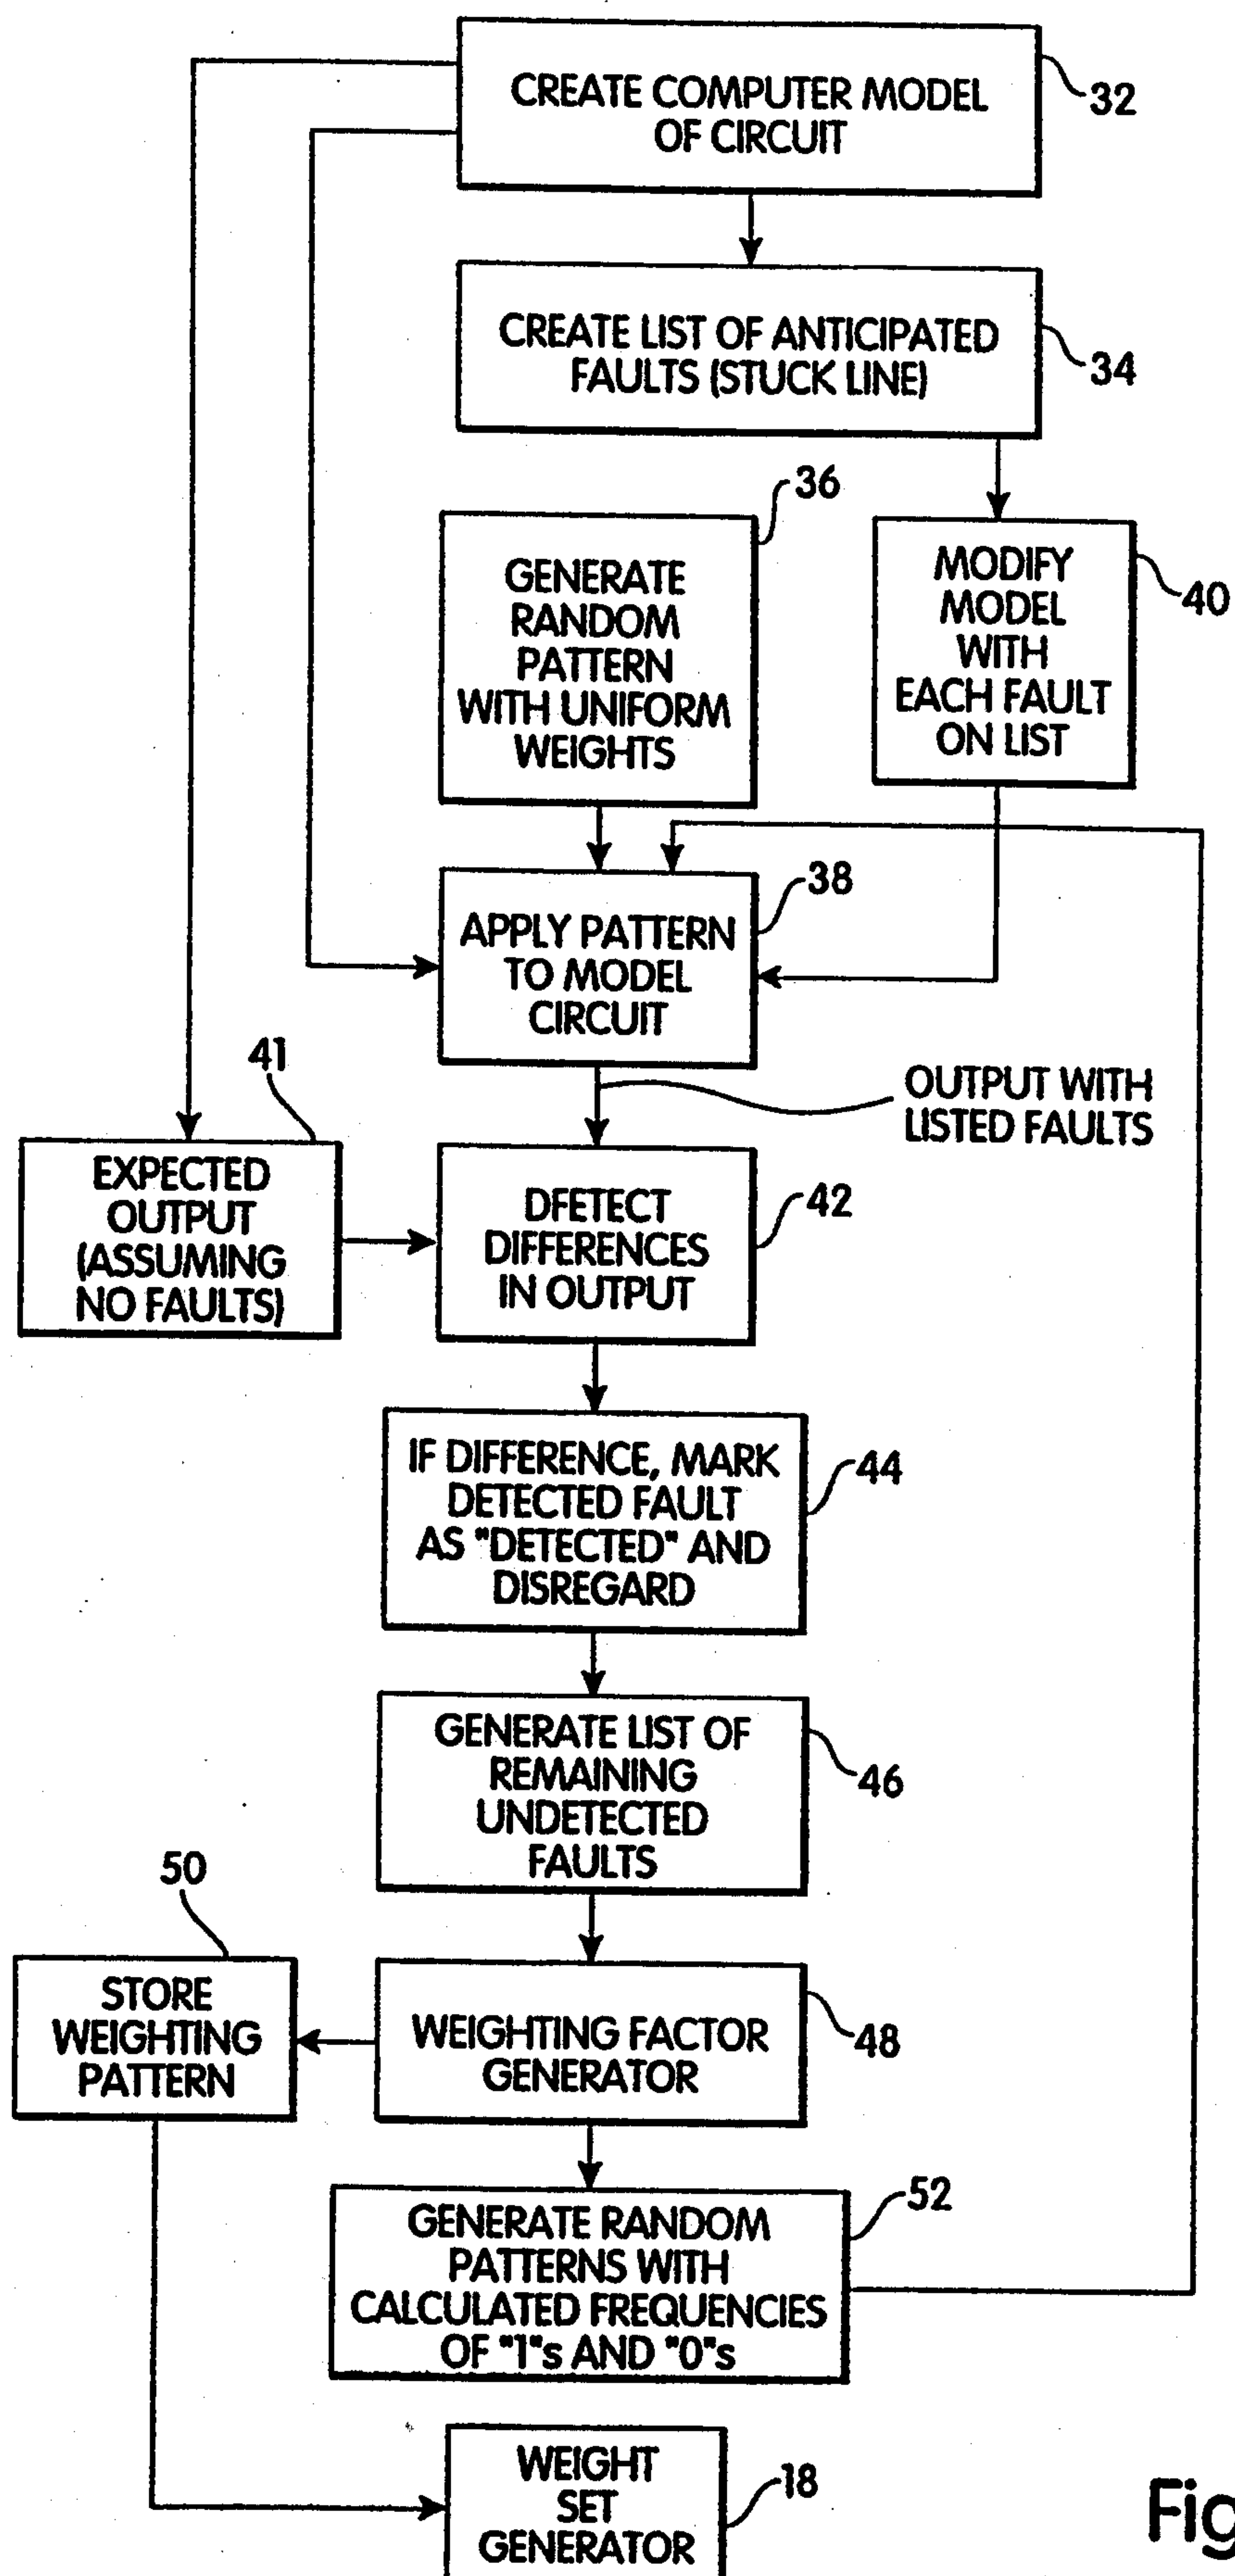 CREATE COMPUTER MODEL
OF CIRCUIT
32
CREATE LIST OF ANTICIPATED
FAULTS (STUCK LINE)
34
36
GENERATE
RANDOM
PATTERN
WITH UNIFORM
WEIGHTS
MODIFY
MODEL
WITH
EACH FAULT
ON LIST
40
38
APPLY PATTERN
TO MODEL
CIRCUIT
41
OUTPUT WITH
LISTED FAULTS
EXPECTED
OUTPUT
(ASSUMING
NO FAULTS)
DFETECT
DIFFERENCES
IN OUTPUT
42
IF DIFFERENCE, MARK
DETECTED FAULT
AS "DETECTED" AND
DISREGARD
44
GENERATE LIST OF
REMAINING
UNDETECTED
FAULTS
46
50
STORE
WEIGHTING
PATTERN
WEIGHTING FACTOR
GENERATOR
48
52
GENERATE RANDOM
PATTERNS WITH
CALCULATED FREQUENCIES
OF "1"s AND "0"s
WEIGHT
SET
GENERATOR
18
Fig